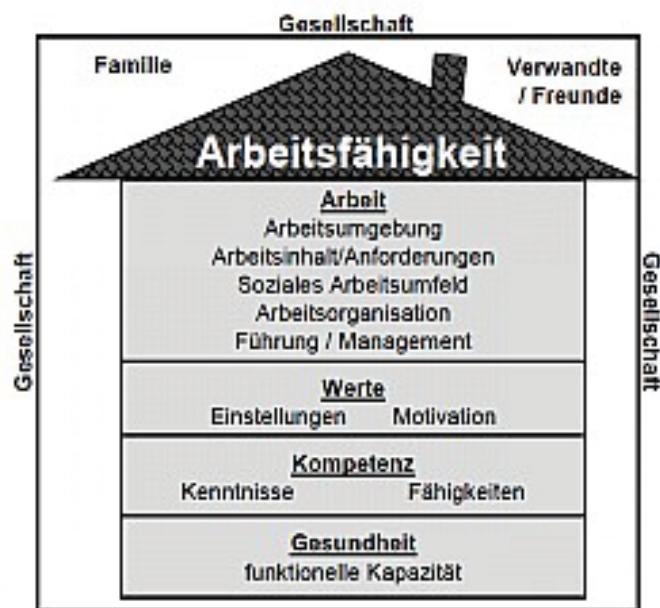 Gesellschaft
Familie
Verwandte
/ Freunde
Arbeitsfähigkeit
Arbeit
Arbeitsumgebung
Arbeitsinhalt/Anforderungen
Soziales Arbeitsumfeld
Arbeitsorganisation
Führung / Management
Gesellschaft
Gesellschaft
Werte
Einstellungen Motivation
Kompetenz
Kenntnisse Fähigkeiten
Gesundheit
funktionelle Kapazität